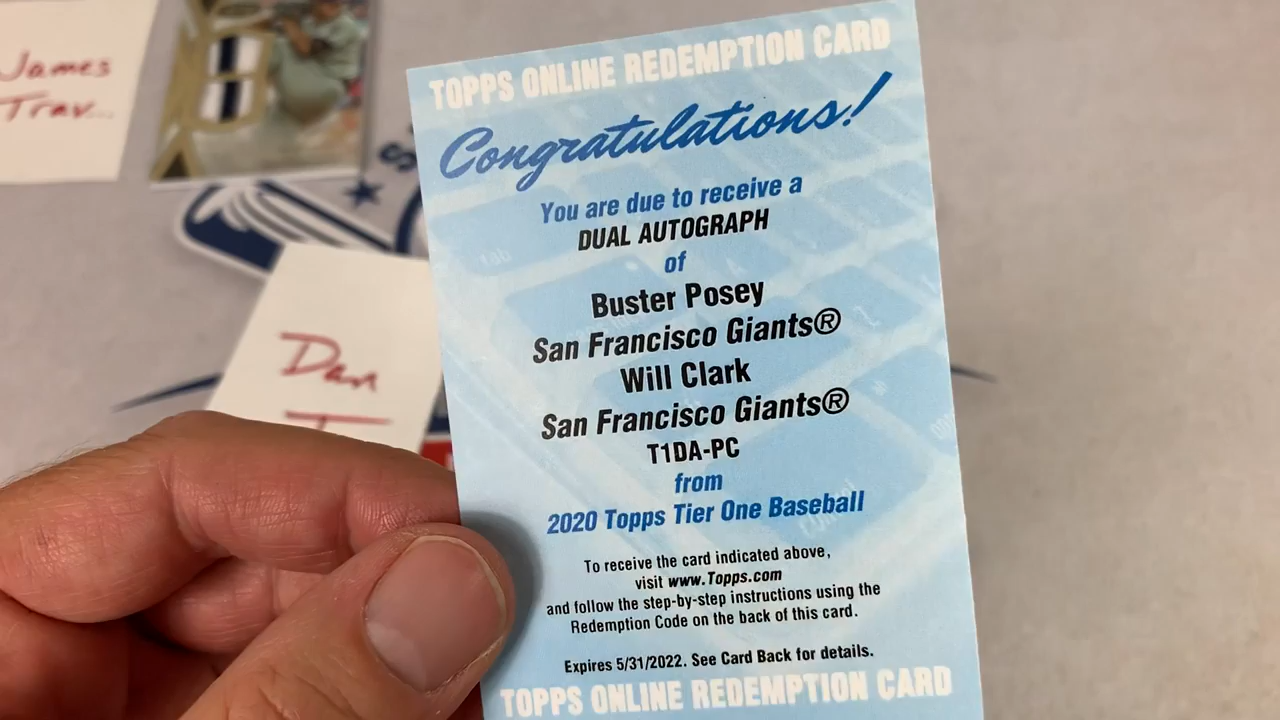 James
Trav...
Dan
TOPPS ONLINE REDEMPTION CARD
Congratulations!
You are due to receive a
DUAL AUTOGRAPH
of
Buster Posey
San Francisco Giants®
Will Clark
San Francisco Giants®
T1DA-PC
from
2020 Topps Tier One Baseball
To receive the card indicated above,
visit www.Topps.com
and follow the step-by-step instructions using the
Redemption Code on the back of this card.
Expires 5/31/2022. See Card Back for details.
TOPPS ONLINE REDEMPTION CARD